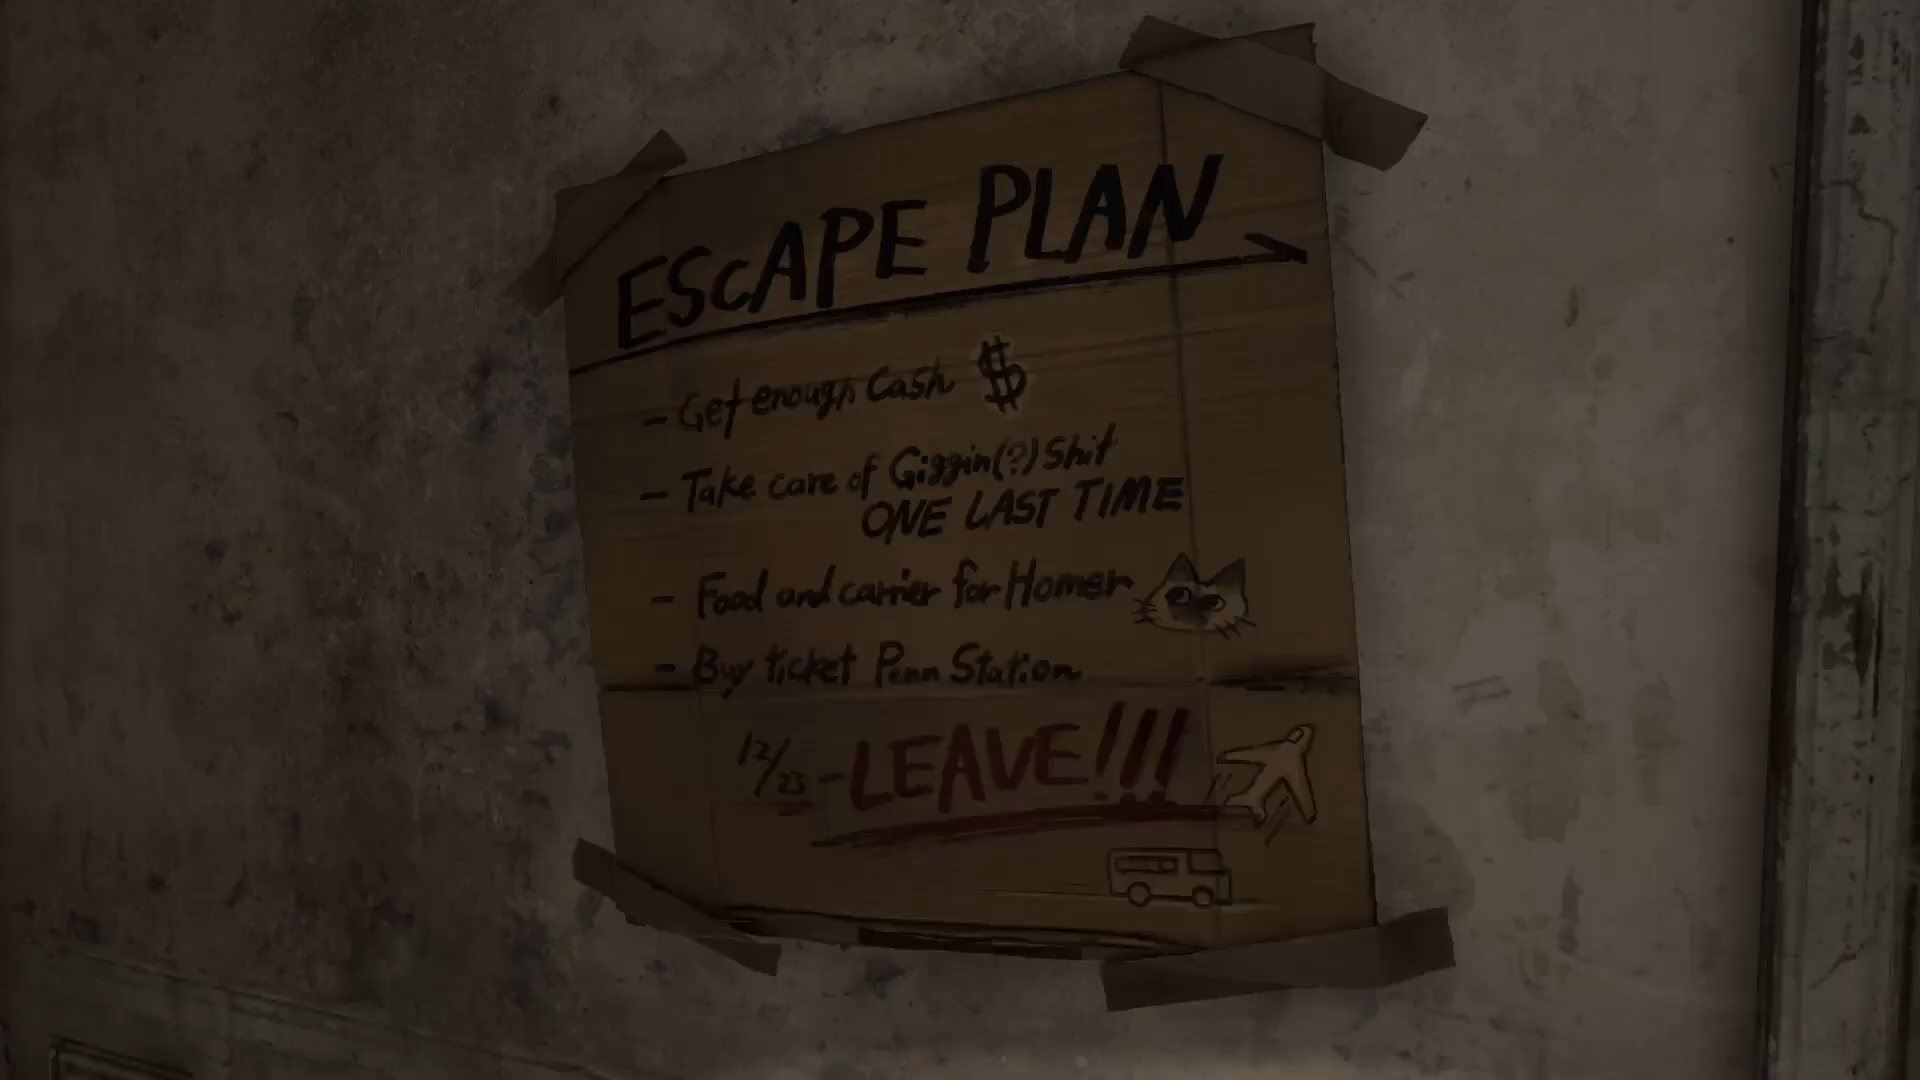 ESCAPE PLAN
- Get enough Cash $
- Take care of Giggin(?) Shit
ONE LAST TIME
- Food and carrier for Homer
- Buy ticket Penn Station
12/23 - LEAVE!!!